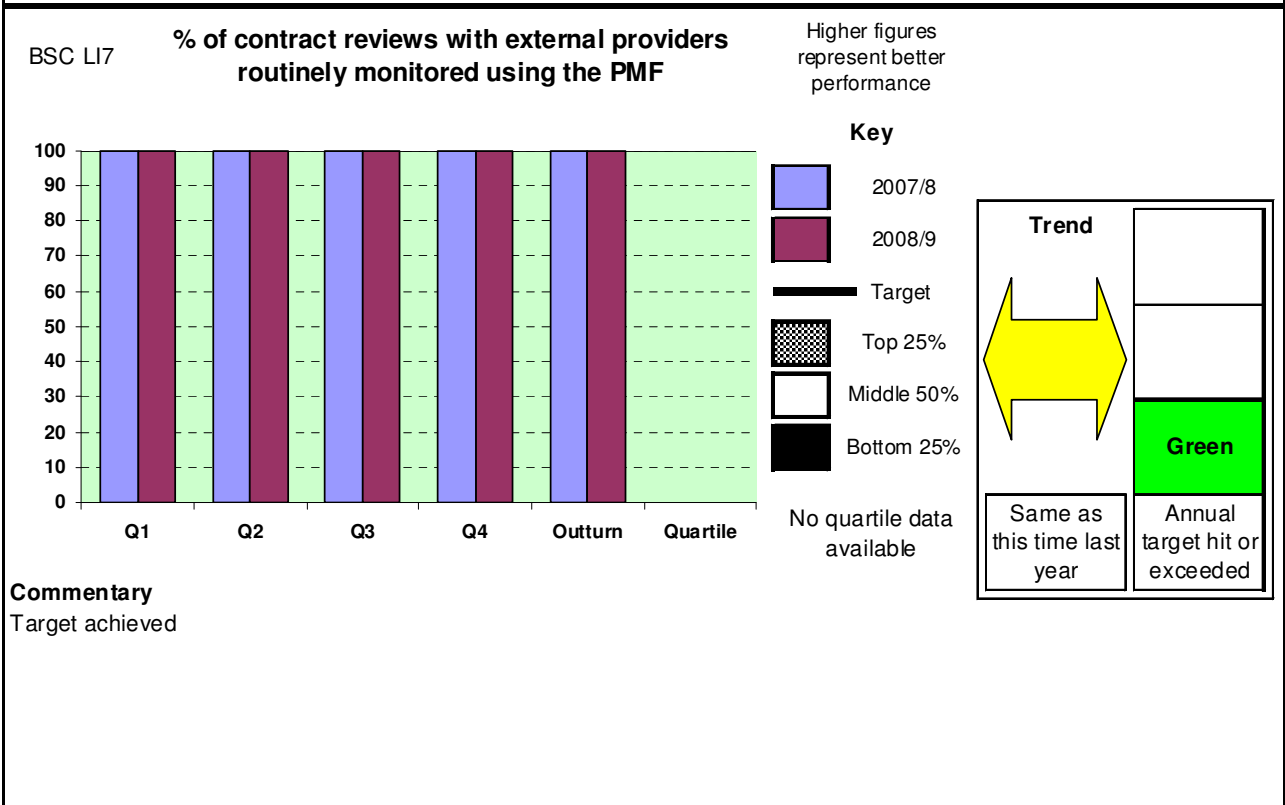 BSC LI7
% of contract reviews with external providers
routinely monitored using the PMF
Higher figures
represent better
performance
Key
2007/8
2008/9
Target
Top 25%
Middle 50%
Bottom 25%
No quartile data
available
100
90
80
70
60
50
40
30
20
10
0
Q1
Q2
Q3
Q4
Outturn
Quartile
Trend
Green
Same as
this time last
year
Annual
target hit or
exceeded
Commentary
Target achieved